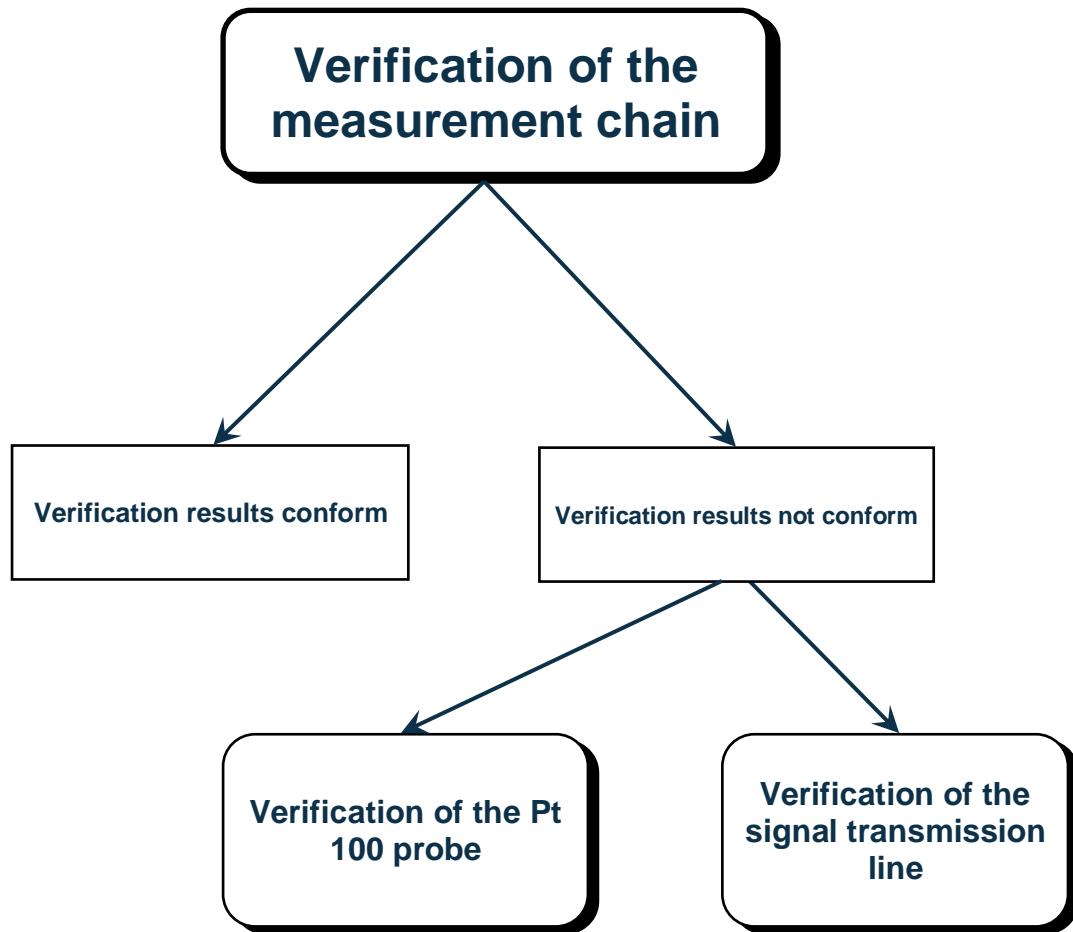 Verification of the
measurement chain
Verification results conform
Verification results not conform
Verification of the Pt
100 probe
Verification of the
signal transmission
line